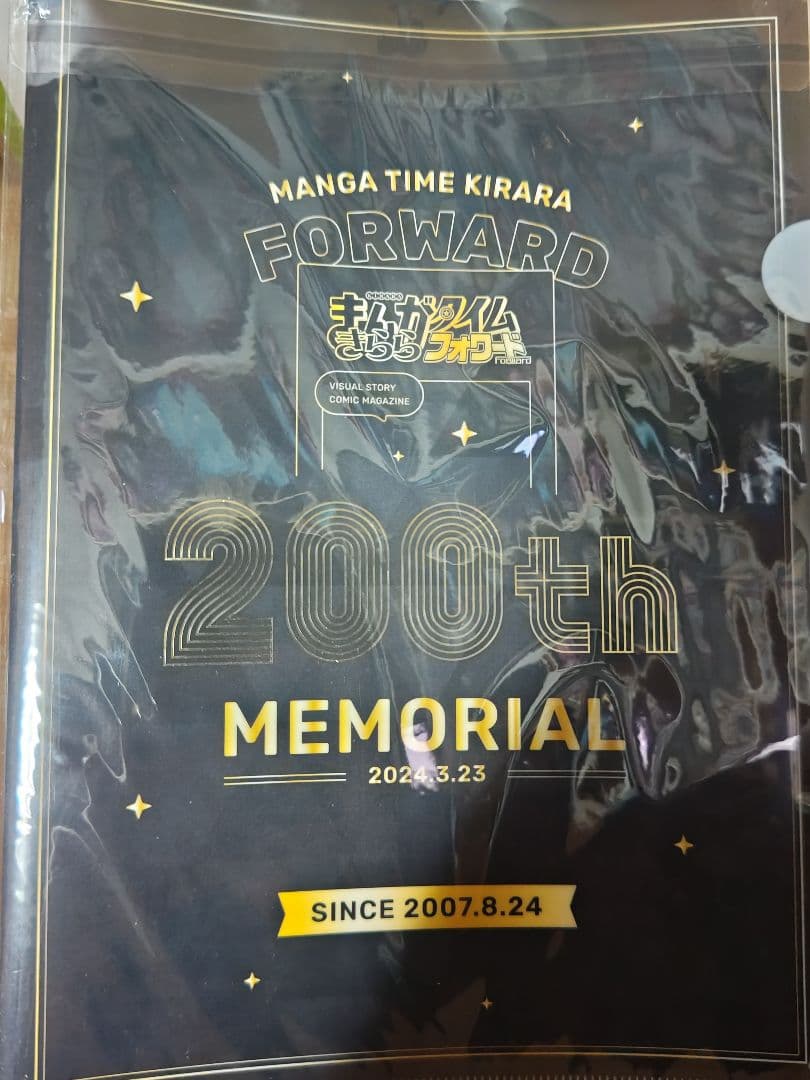 MANGA TIME KIRARA
FORWARD
まんがタイム
きららフォワード
Forward
VISUAL STORY
COMIC MAGAZINE
200th
MEMORIAL
2024.3.23
SINCE 2007.8.24